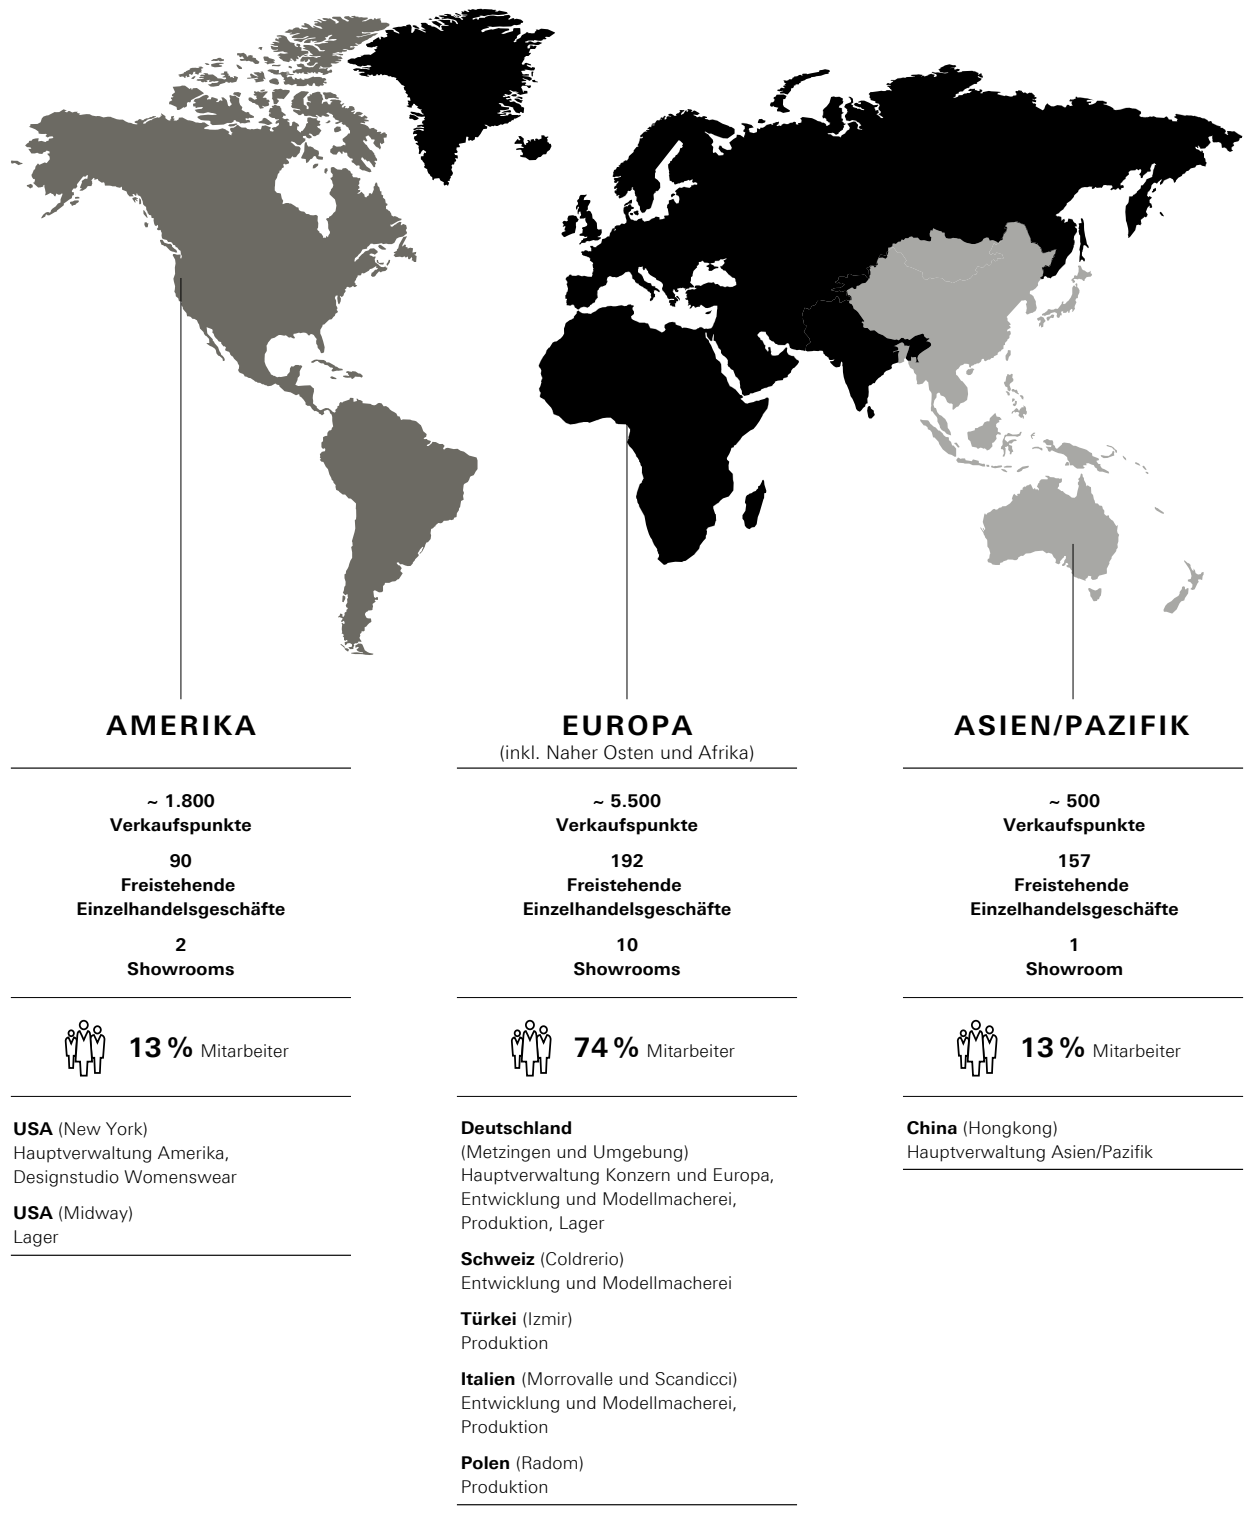 AMERIKA
~ 1.800
Verkaufspunkte
90
Freistehende
Einzelhandelsgeschäfte
2
Showrooms
13 % Mitarbeiter
USA (New York)
Hauptverwaltung Amerika,
Designstudio Womenswear
USA (Midway)
Lager
EUROPA
(inkl. Naher Osten und Afrika)
~ 5.500
Verkaufspunkte
192
Freistehende
Einzelhandelsgeschäfte
10
Showrooms
74 % Mitarbeiter
Deutschland
(Metzingen und Umgebung)
Hauptverwaltung Konzern und Europa,
Entwicklung und Modellmacherei,
Produktion, Lager
Schweiz (Coldrerio)
Entwicklung und Modellmacherei
Türkei (Izmir)
Produktion
Italien (Morrovalle und Scandicci)
Entwicklung und Modellmacherei,
Produktion
Polen (Radom)
Produktion
ASIEN/PAZIFIK
~ 500
Verkaufspunkte
157
Freistehende
Einzelhandelsgeschäfte
1
Showroom
13 % Mitarbeiter
China (Hongkong)
Hauptverwaltung Asien/Pazifik